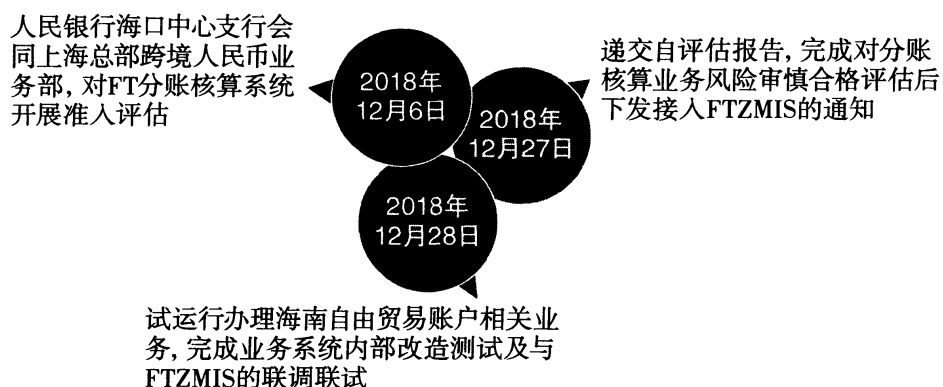 人民银行海口中心支行会
同上海总部跨境人民币业
务部, 对FT分账核算系统
开展准入评估
2018年
12月6日
递交自评估报告, 完成对分账
核算业务风险审慎合格评估后
下发接入FTZMIS的通知
2018年
12月27日
2018年
12月28日
试运行办理海南自由贸易账户相关业
务, 完成业务系统内部改造测试及与
FTZMIS的联调联试